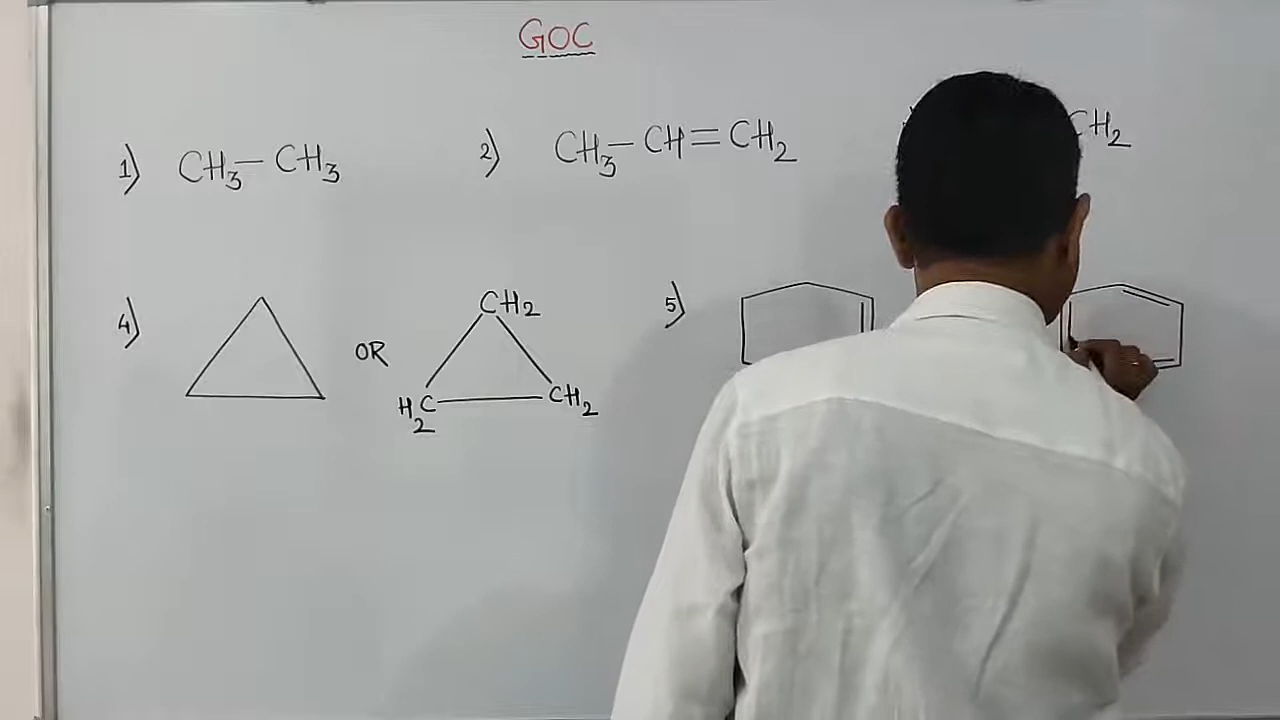 GOC
1) CH3-CH3
2) CH3-CH=CH2
CH2
4)
OR
CH2
H2C
CH2
5)